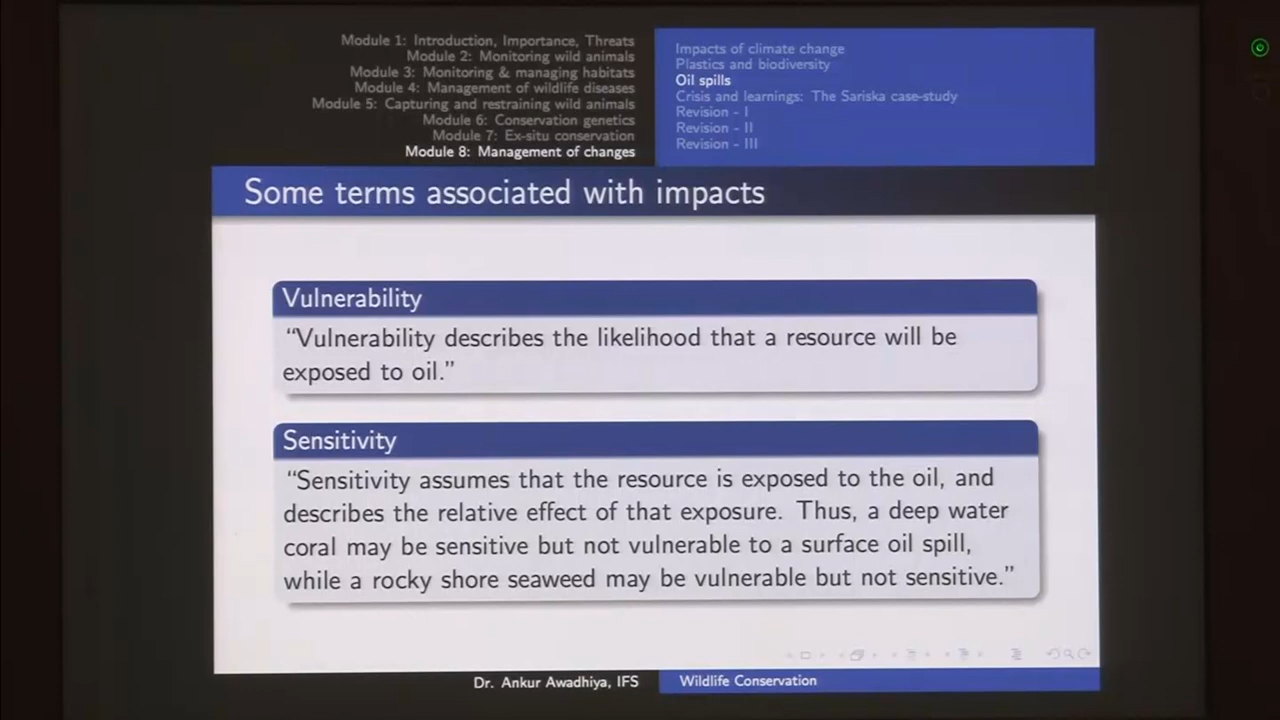 Module 1: Introduction, Importance, Threats
Module 2: Monitoring wild animals
Module 3: Monitoring & managing habitats
Module 4: Management of wildlife diseases
Module 5: Capturing and restraining wild animals
Module 6: Conservation genetics
Module 7: Ex-situ conservation
Module 8: Management of changes
Impacts of climate change
Plastics and biodiversity
Oil spills
Crisis and learnings: The Sariska case-study
Revision - I
Revision - II
Revision - III
Some terms associated with impacts
Vulnerability
“Vulnerability describes the likelihood that a resource will be
exposed to oil.”
Sensitivity
“Sensitivity assumes that the resource is exposed to the oil, and
describes the relative effect of that exposure. Thus, a deep water
coral may be sensitive but not vulnerable to a surface oil spill,
while a rocky shore seaweed may be vulnerable but not sensitive.”
Dr. Ankur Awadhiya, IFS
Wildlife Conservation